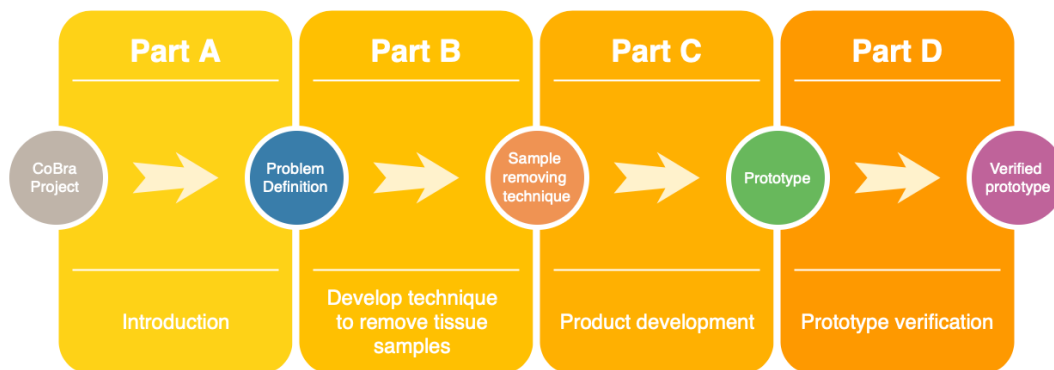 Part A
Part B
Part C
Part D
CoBra
Project
Problem
Definition
Sample
removing
technique
Prototype
Verified
prototype
Introduction
Develop technique
to remove tissue
samples
Product development
Prototype verification